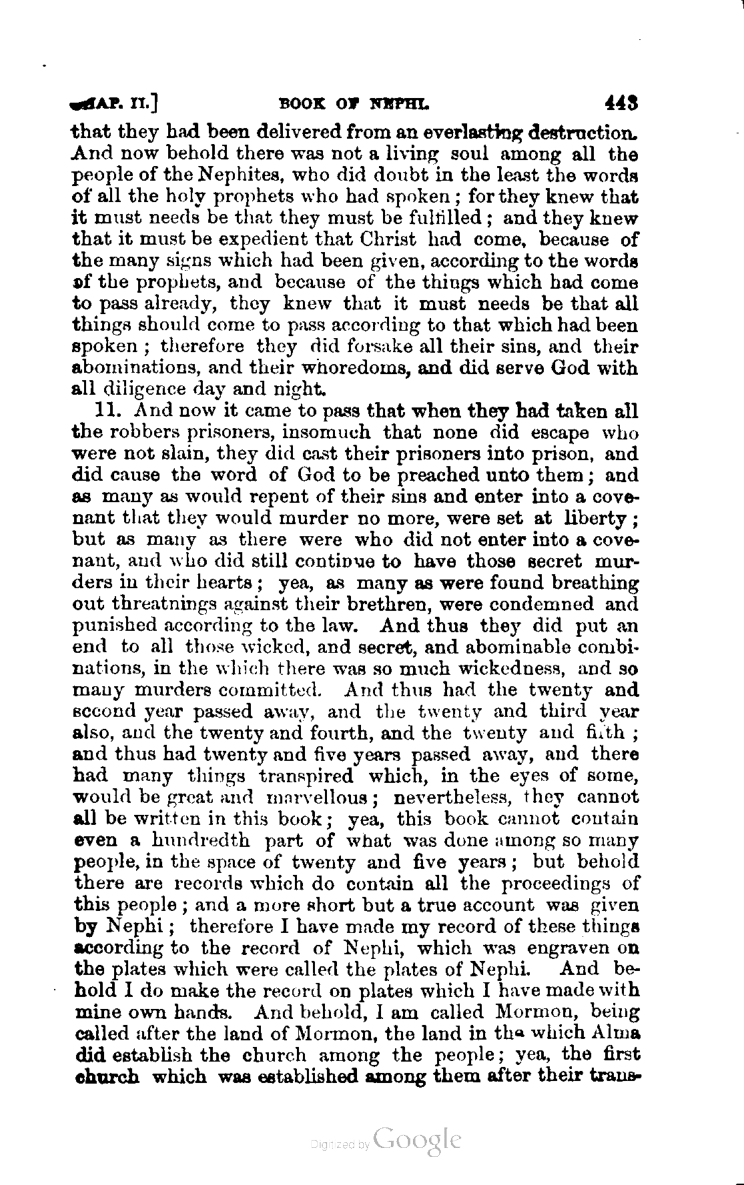 CHAP. II.] BOOK OF NEPHI. 443
that they had been delivered from an everlasting destruction.
And now behold there was not a living soul among all the
people of the Nephites, who did doubt in the least the words
of all the holy prophets who had spoken; for they knew that
it must needs be that they must be fulfilled; and they knew
that it must be expedient that Christ had come, because of
the many signs which had been given, according to the words
of the prophets, and because of the things which had come
to pass already, they knew that it must needs be that all
things should come to pass according to that which had been
spoken; therefore they did forsake all their sins, and their
abominations, and their whoredoms, and did serve God with
all diligence day and night.
11. And now it came to pass that when they had taken all
the robbers prisoners, insomuch that none did escape who
were not slain, they did cast their prisoners into prison, and
did cause the word of God to be preached unto them; and
as many as would repent of their sins and enter into a cove-
nant that they would murder no more, were set at liberty;
but as many as there were who did not enter into a cove-
nant, and who did still continue to have those secret mur-
ders in their hearts; yea, as many as were found breathing
out threatnings against their brethren, were condemned and
punished according to the law. And thus they did put an
end to all those wicked, and secret, and abominable combi-
nations, in the which there was so much wickedness, and so
many murders committed. And thus had the twenty and
second year passed away, and the twenty and third year
also, and the twenty and fourth, and the twenty and fifth;
and thus had twenty and five years passed away, and there
had many things transpired which, in the eyes of some,
would be great and marvellous; nevertheless, they cannot
all be written in this book; yea, this book cannot contain
even a hundredth part of what was done among so many
people, in the space of twenty and five years; but behold
there are records which do contain all the proceedings of
this people; and a more short but a true account was given
by Nephi; therefore I have made my record of these things
according to the record of Nephi, which was engraven on
the plates which were called the plates of Nephi. And be-
hold I do make the record on plates which I have made with
mine own hands. And behold, I am called Mormon, being
called after the land of Mormon, the land in the which Alma
did establish the church among the people; yea, the first
church which was established among them after their trans-
Digitized by Google